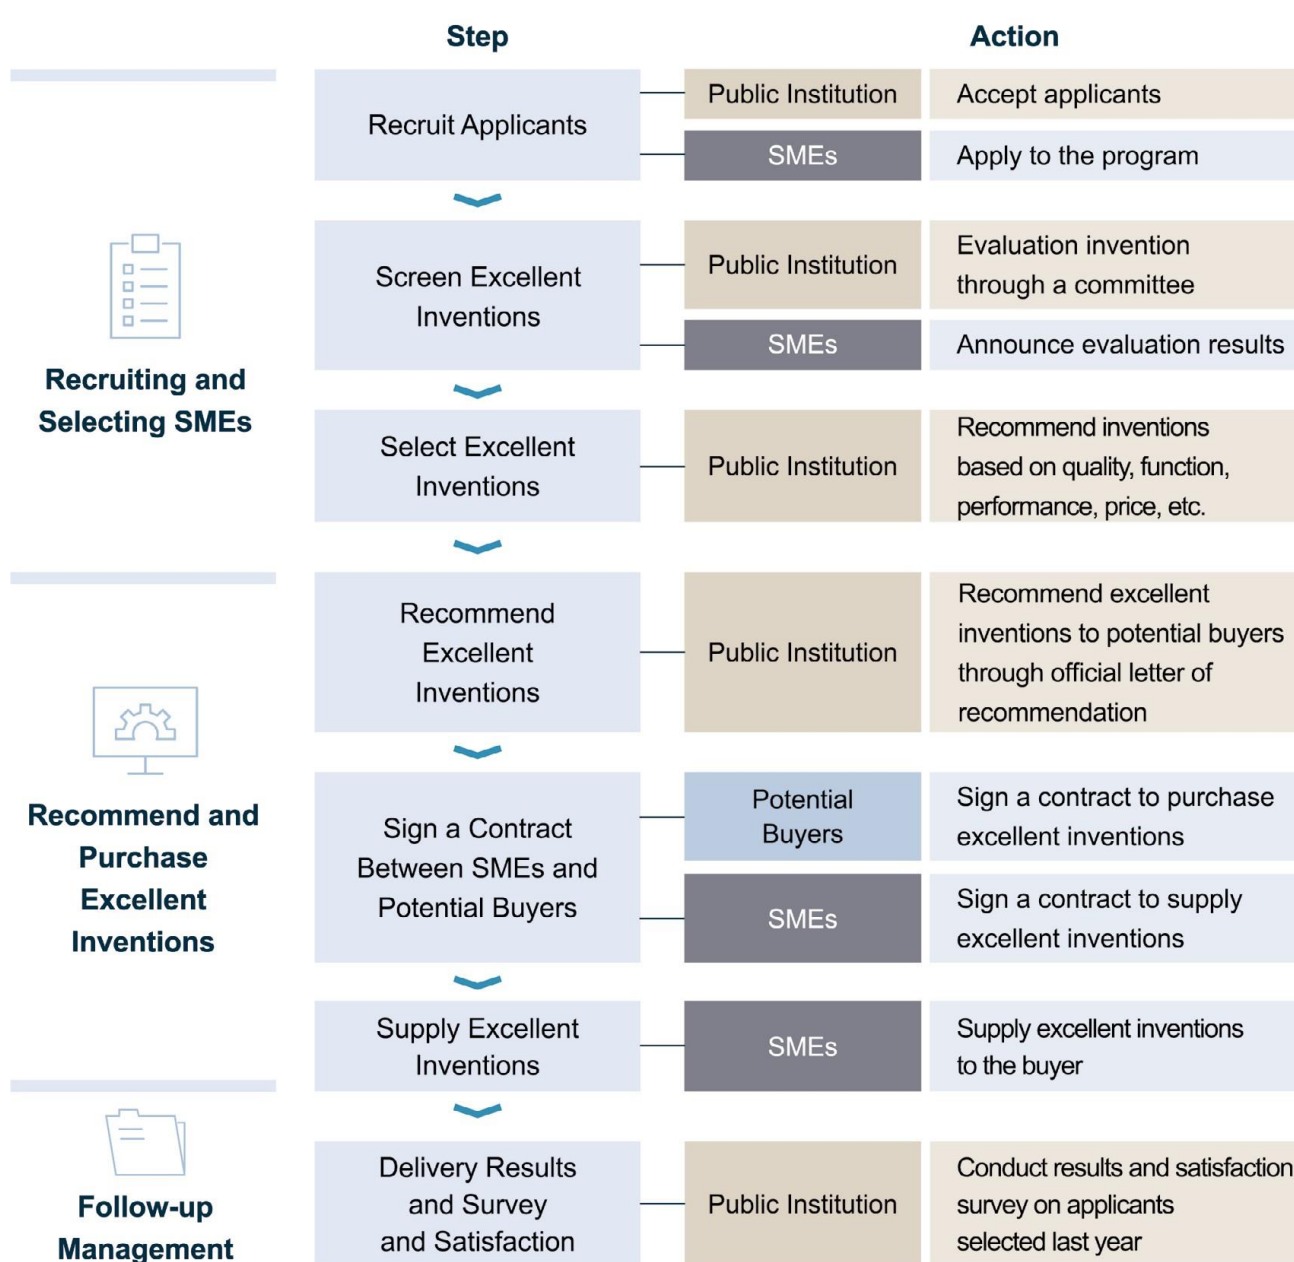 Step
Action
Recruit Applicants
Public Institution
Accept applicants
SMEs
Apply to the program
Recruiting and
Selecting SMEs
Screen Excellent
Inventions
Public Institution
Evaluation invention
through a committee
SMEs
Announce evaluation results
Select Excellent
Inventions
Public Institution
Recommend inventions
based on quality, function,
performance, price, etc.
Recommend and
Purchase
Excellent
Inventions
Recommend
Excellent
Inventions
Public Institution
Recommend excellent
inventions to potential buyers
through official letter of
recommendation
Sign a Contract
Between SMEs and
Potential Buyers
Potential
Buyers
Sign a contract to purchase
excellent inventions
SMEs
Sign a contract to supply
excellent inventions
Supply Excellent
Inventions
SMEs
Supply excellent inventions
to the buyer
Follow-up
Management
Delivery Results
and Survey
and Satisfaction
Public Institution
Conduct results and satisfaction
survey on applicants
selected last year